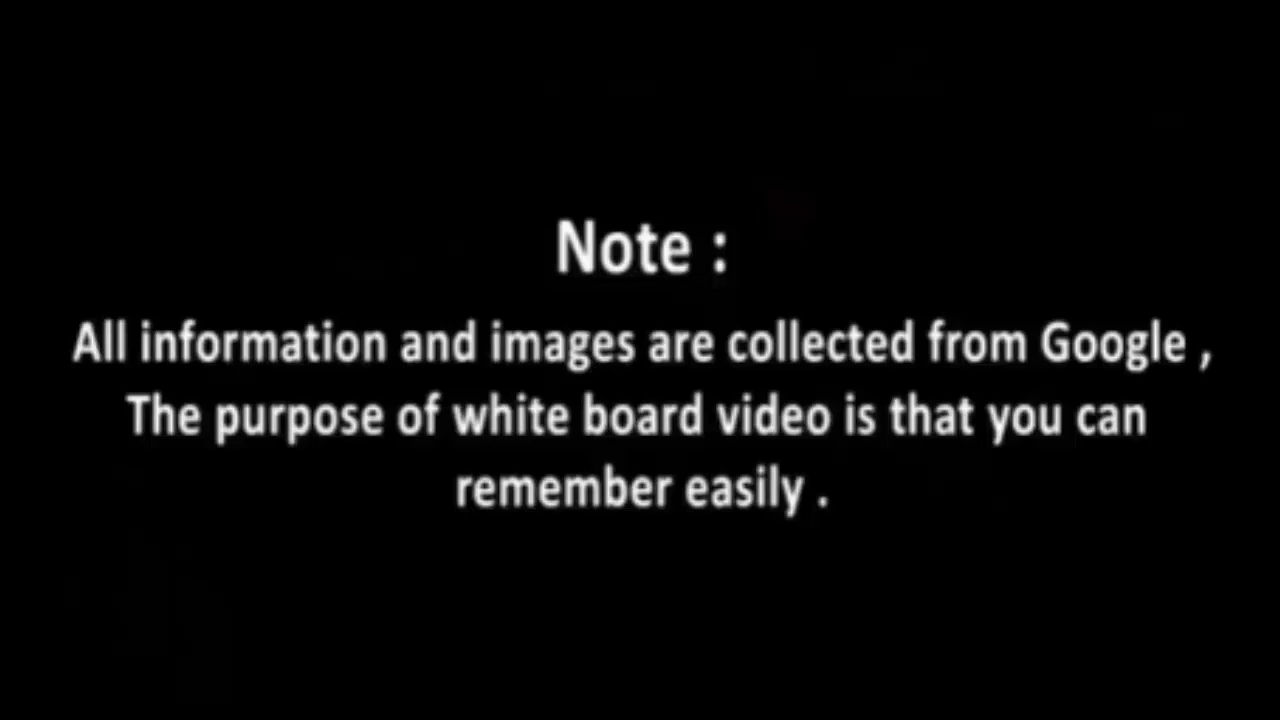 Note :
All information and images are collected from Google ,
The purpose of white board video is that you can
remember easily .